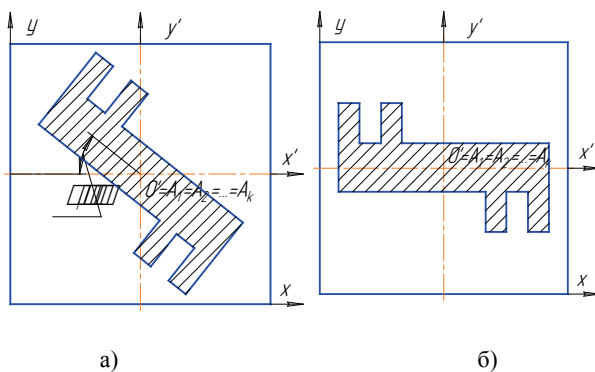 y y' y y'
x' x'
O'=A₁=A₂=...=Aₖ O'=A₁=A₂=...=Aₖ
x x
а) б)